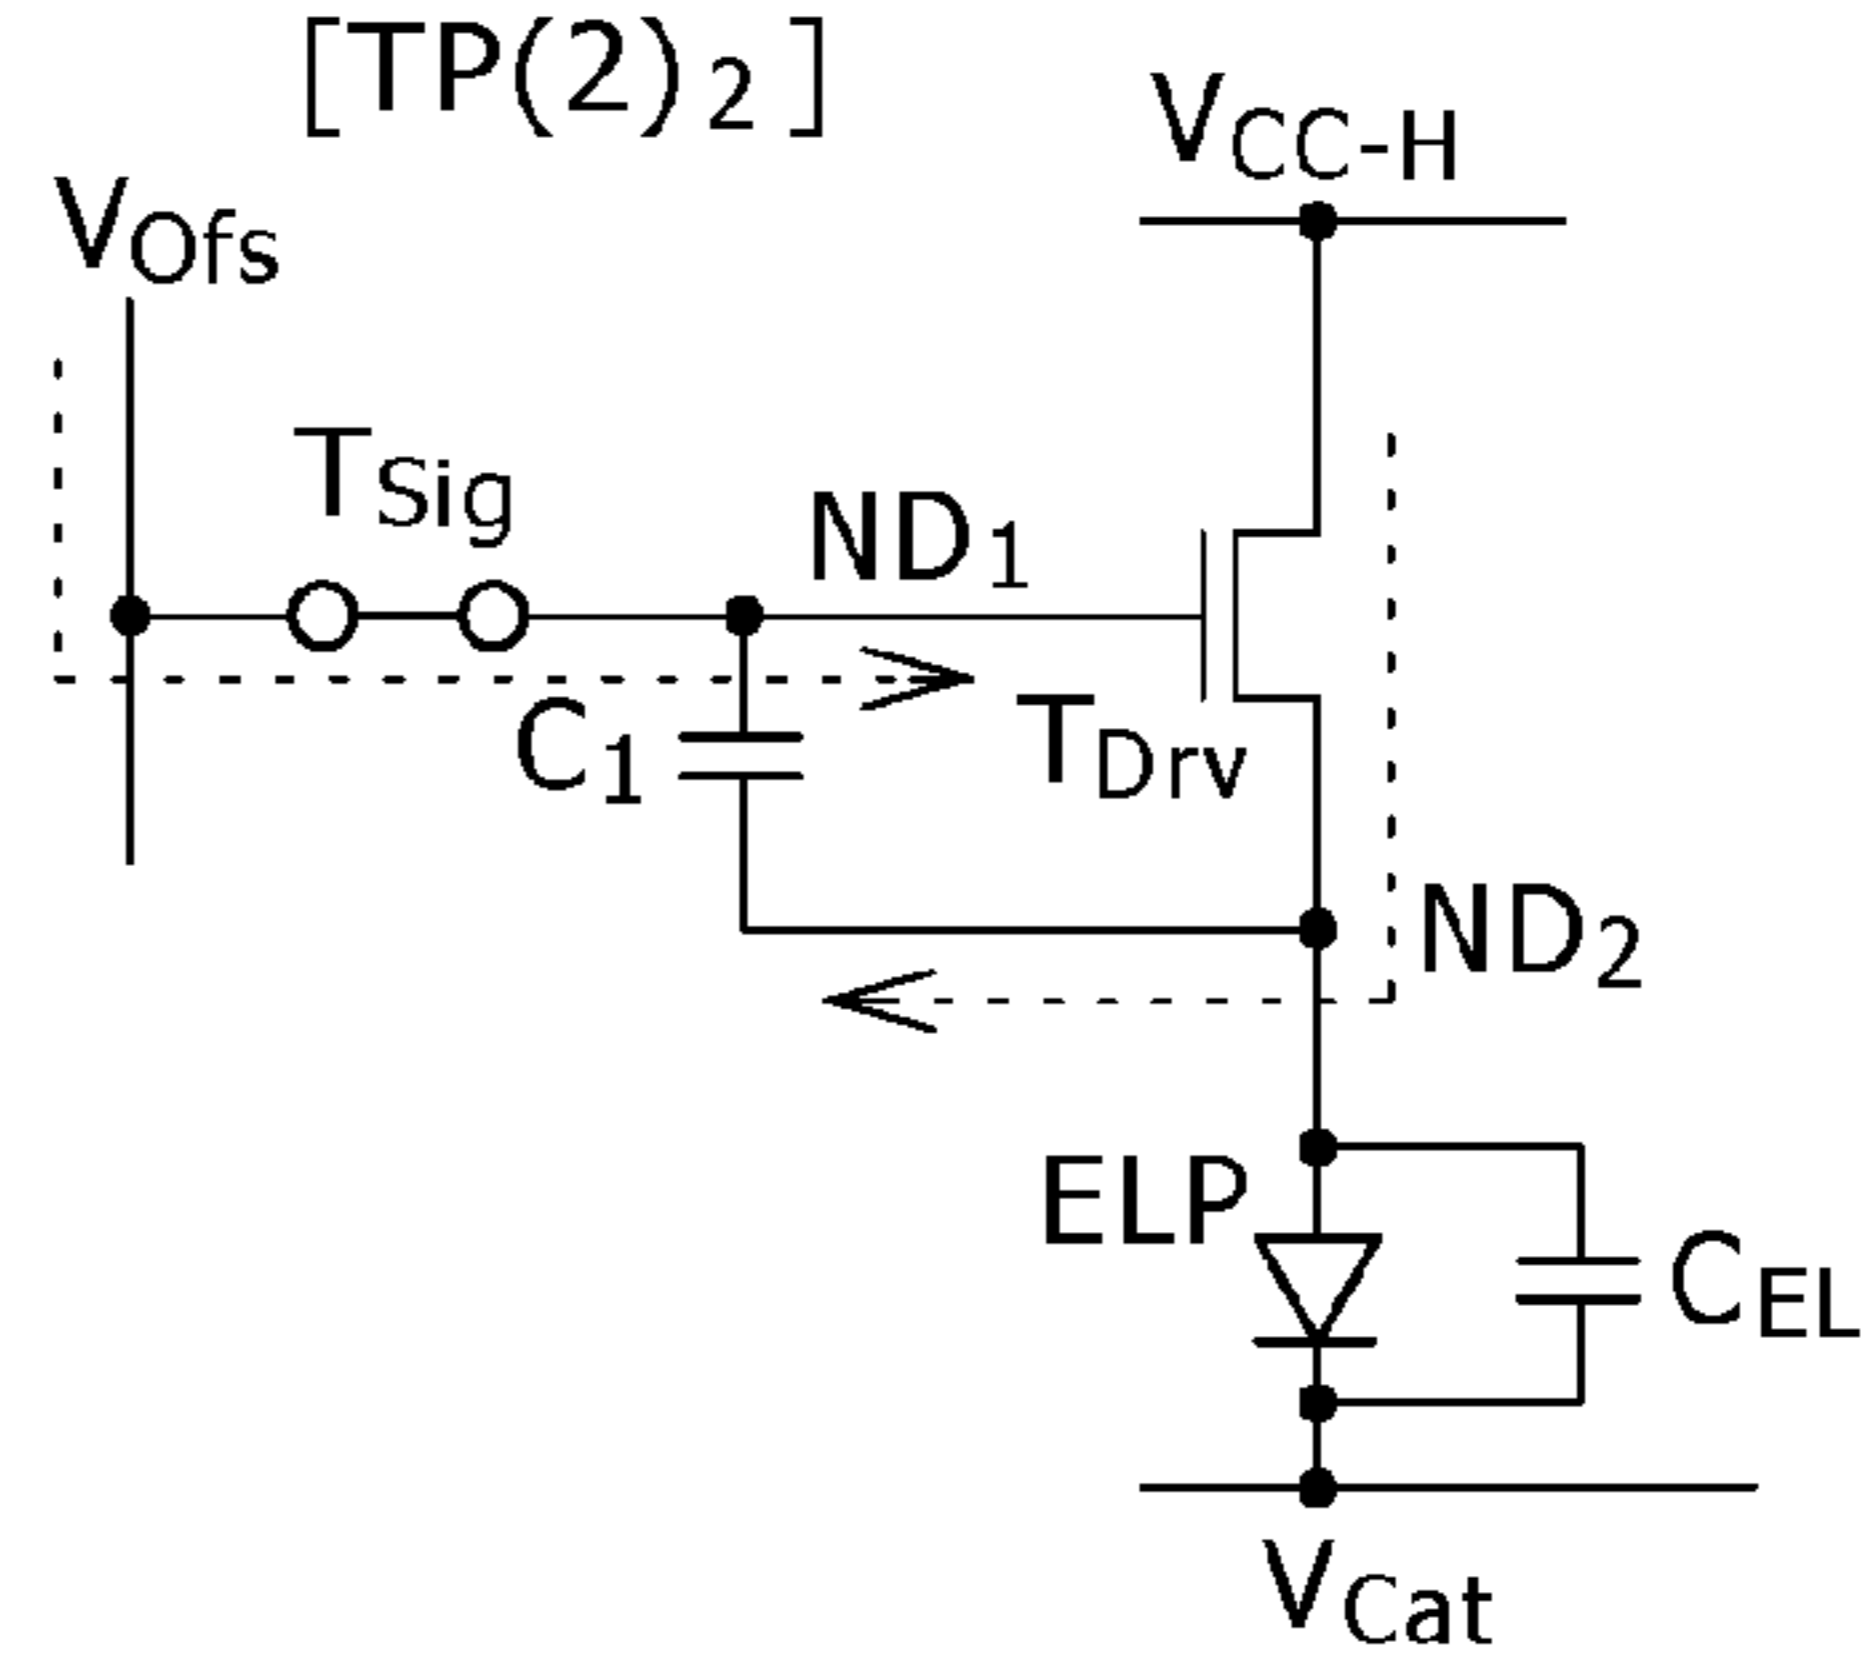 [TP(2)2]
VCC-H
VOfs
TSig
ND1
C1
TDrv
ND2
ELP
CEL
VCat